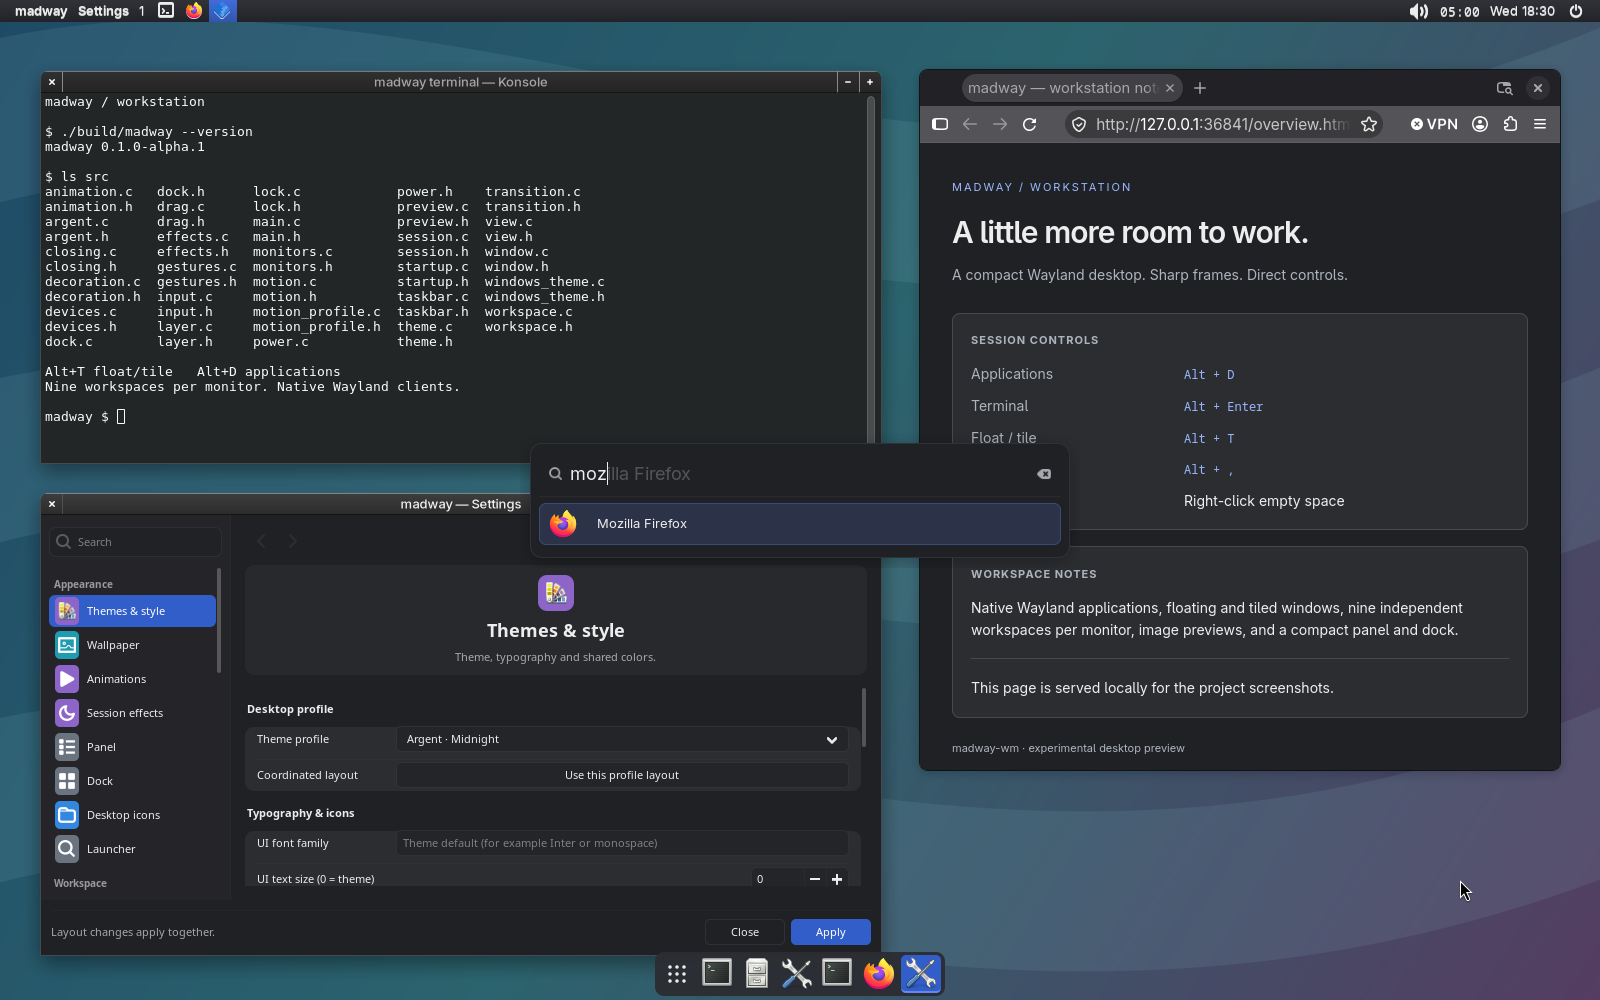 madway Settings 1
05:00 Wed 18:30
madway terminal — Konsole
madway / workstation
$ ./build/madway --version
madway 0.1.0-alpha.1
$ ls src
animation.c dock.h lock.c power.h transition.c
animation.h drag.c lock.h preview.c transition.h
argent.c drag.h main.c preview.h view.c
argent.h effects.c main.h session.c view.h
closing.c effects.h monitors.c session.h window.c
closing.h gestures.c monitors.h startup.c window.h
decoration.c gestures.h motion.c startup.h windows_theme.c
decoration.h input.c motion.h taskbar.c windows_theme.h
devices.c input.h motion_profile.c taskbar.h workspace.c
devices.h layer.c motion_profile.h theme.c workspace.h
dock.c layer.h power.c theme.h
Alt+T float/tile Alt+D applications
Nine workspaces per monitor. Native Wayland clients.
madway $
madway — workstation not
http://127.0.0.1:36841/overview.htm
VPN
MADWAY / WORKSTATION
A little more room to work.
A compact Wayland desktop. Sharp frames. Direct controls.
SESSION CONTROLS
Applications Alt + D
Terminal Alt + Enter
Float / tile Alt + T
Alt + ,
Right-click empty space
WORKSPACE NOTES
Native Wayland applications, floating and tiled windows, nine independent
workspaces per monitor, image previews, and a compact panel and dock.
This page is served locally for the project screenshots.
madway-wm · experimental desktop preview
mozilla Firefox
Mozilla Firefox
madway — Settings
Search
Appearance
Themes & style
Wallpaper
Animations
Session effects
Panel
Dock
Desktop icons
Launcher
Workspace
Themes & style
Theme, typography and shared colors.
Desktop profile
Theme profile Argent · Midnight
Coordinated layout Use this profile layout
Typography & icons
UI font family Theme default (for example Inter or monospace)
UI text size (0 = theme) 0
Layout changes apply together.
Close Apply